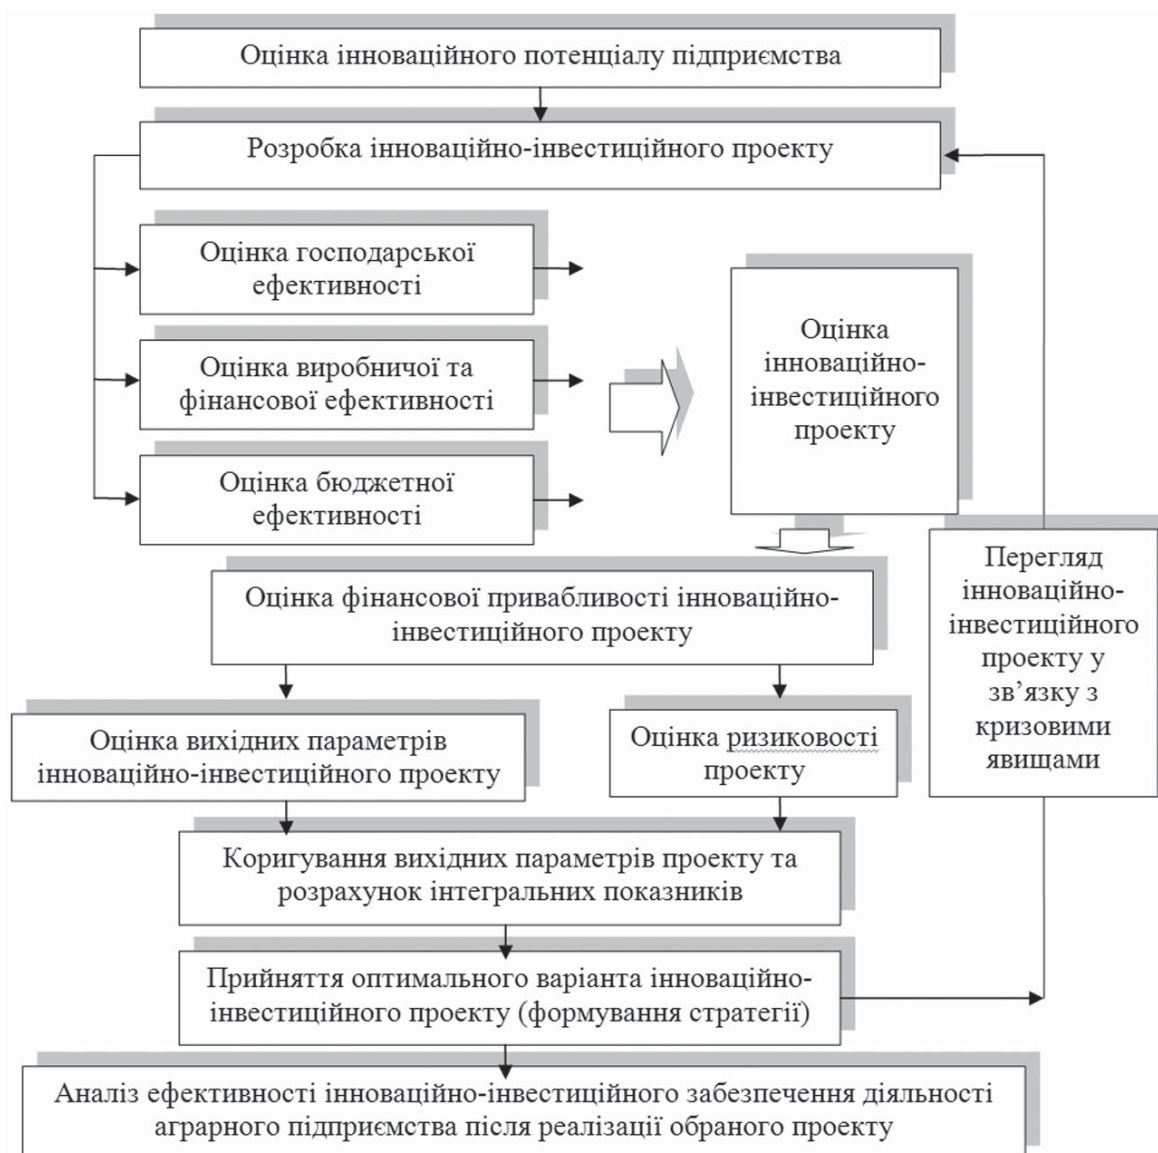 Оцінка інноваційного потенціалу підприємства
Розробка інноваційно-інвестиційного проекту
Оцінка господарської
ефективності
Оцінка виробничої та
фінансової ефективності
Оцінка бюджетної
ефективності
Оцінка
інноваційно-
інвестиційного
проекту
Оцінка фінансової привабливості інноваційно-
інвестиційного проекту
Перегляд
інноваційно-
інвестиційного
проекту у
зв’язку з
кризовими
явищами
Оцінка вихідних параметрів
інноваційно-інвестиційного проекту
Оцінка ризиковості
проекту
Коригування вихідних параметрів проекту та
розрахунок інтегральних показників
Прийняття оптимального варіанта інноваційно-
інвестиційного проекту (формування стратегії)
Аналіз ефективності інноваційно-інвестиційного забезпечення діяльності
аграрного підприємства після реалізації обраного проекту